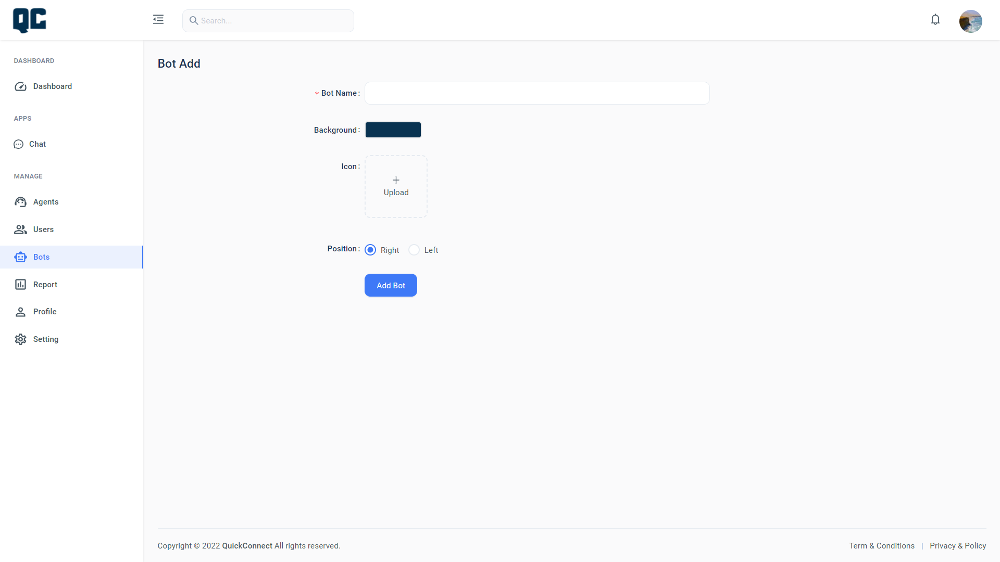 QC
Search...
DASHBOARD
Dashboard
APPS
Chat
MANAGE
Agents
Users
Bots
Report
Profile
Setting
Bot Add
* Bot Name:
Background:
Icon:
+
Upload
Position: Right Left
Add Bot
Copyright © 2022 QuickConnect All rights reserved.
Term & Conditions | Privacy & Policy